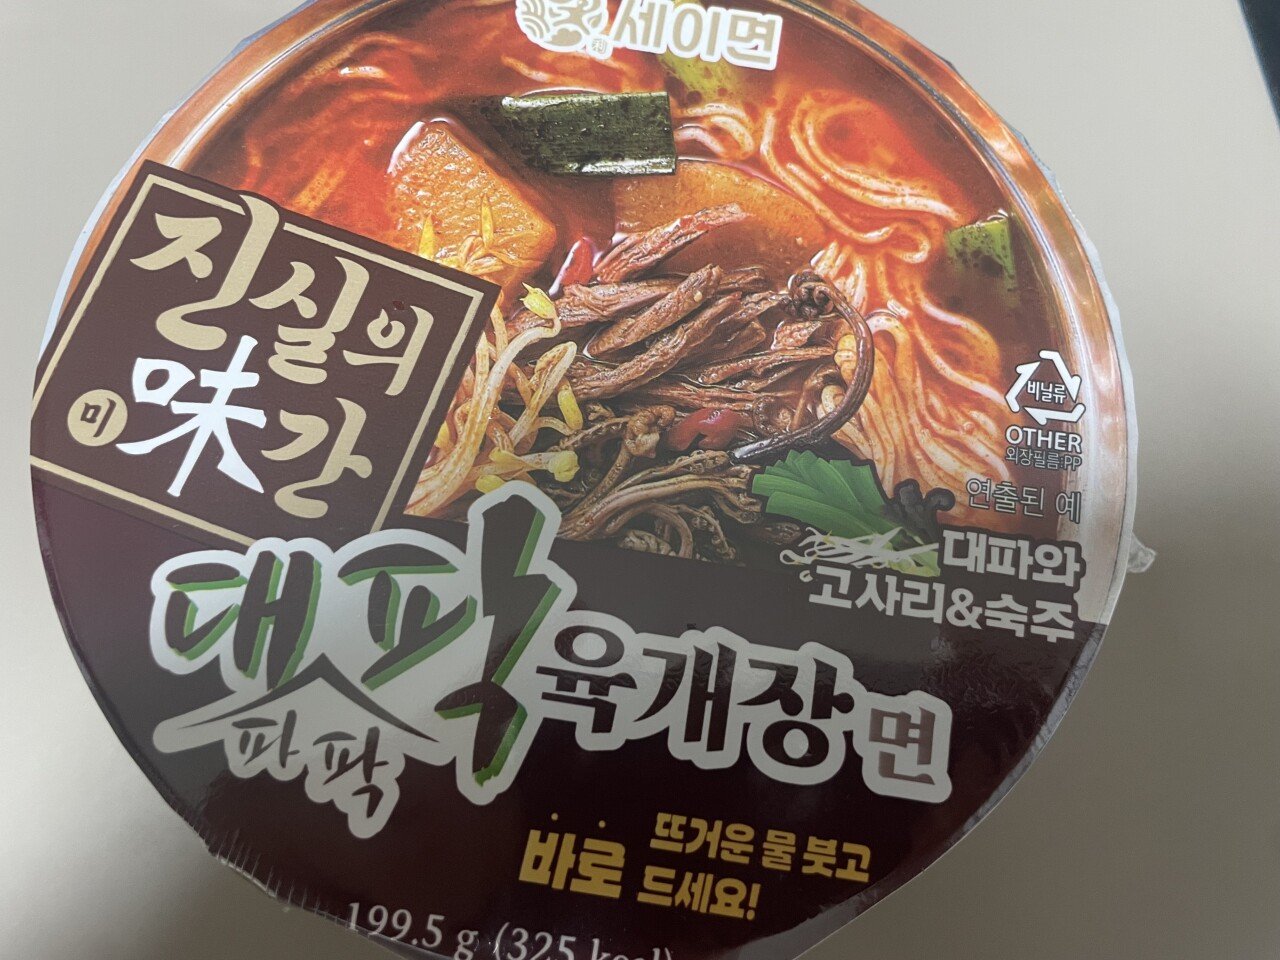 세이면
利
진실의
味간
미
비닐류
OTHER
외장필름:PP
연출된 예
대파와
고사리&숙주
대팍 육개장면
파팍
바로 뜨거운 물 붓고
드세요!
199.5 g (325 kcal)